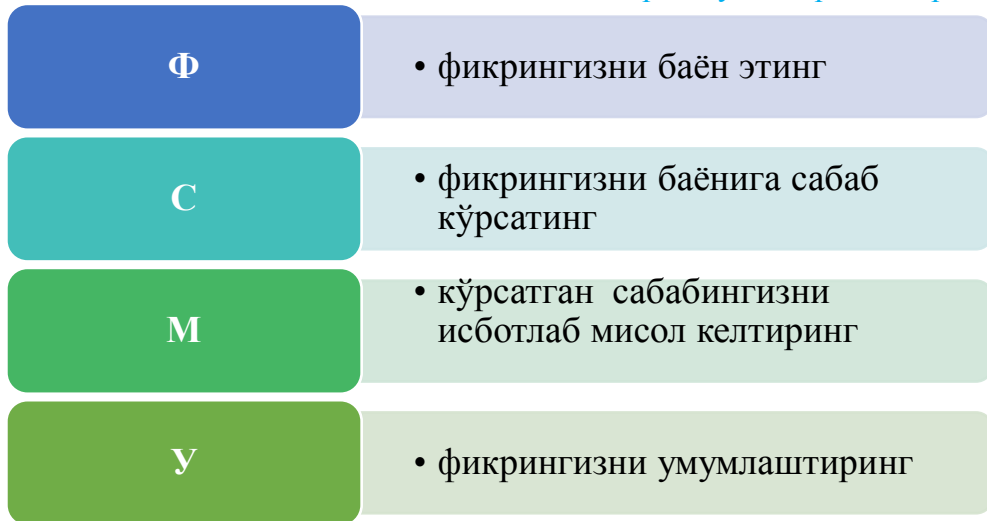 Ф
• фикрингизни баён этинг
С
• фикрингизни баёнига сабаб
кўрсатинг
М
• кўрсатган сабабингизни
исботлаб мисол келтиринг
У
• фикрингизни умумлаштиринг